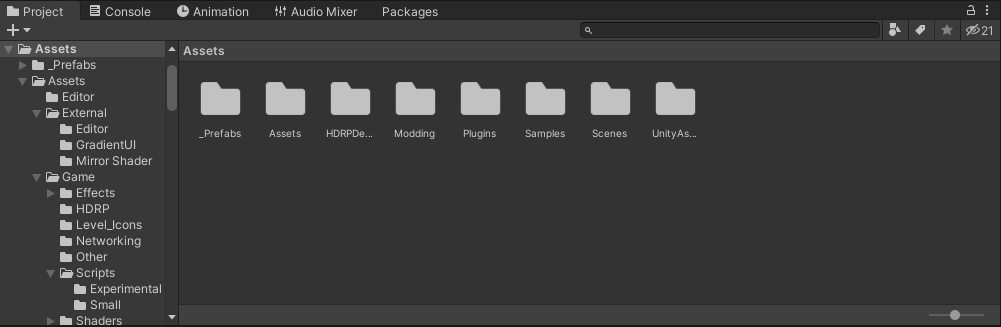 Project Console Animation Audio Mixer Packages
21
Assets
_Prefabs
Assets
Editor
External
Editor
GradientUI
Mirror Shader
Game
Effects
HDRP
Level_Icons
Networking
Other
Scripts
Experimental
Small
Shaders
Assets
_Prefabs Assets HDRPDe... Modding Plugins Samples Scenes UnityAs...